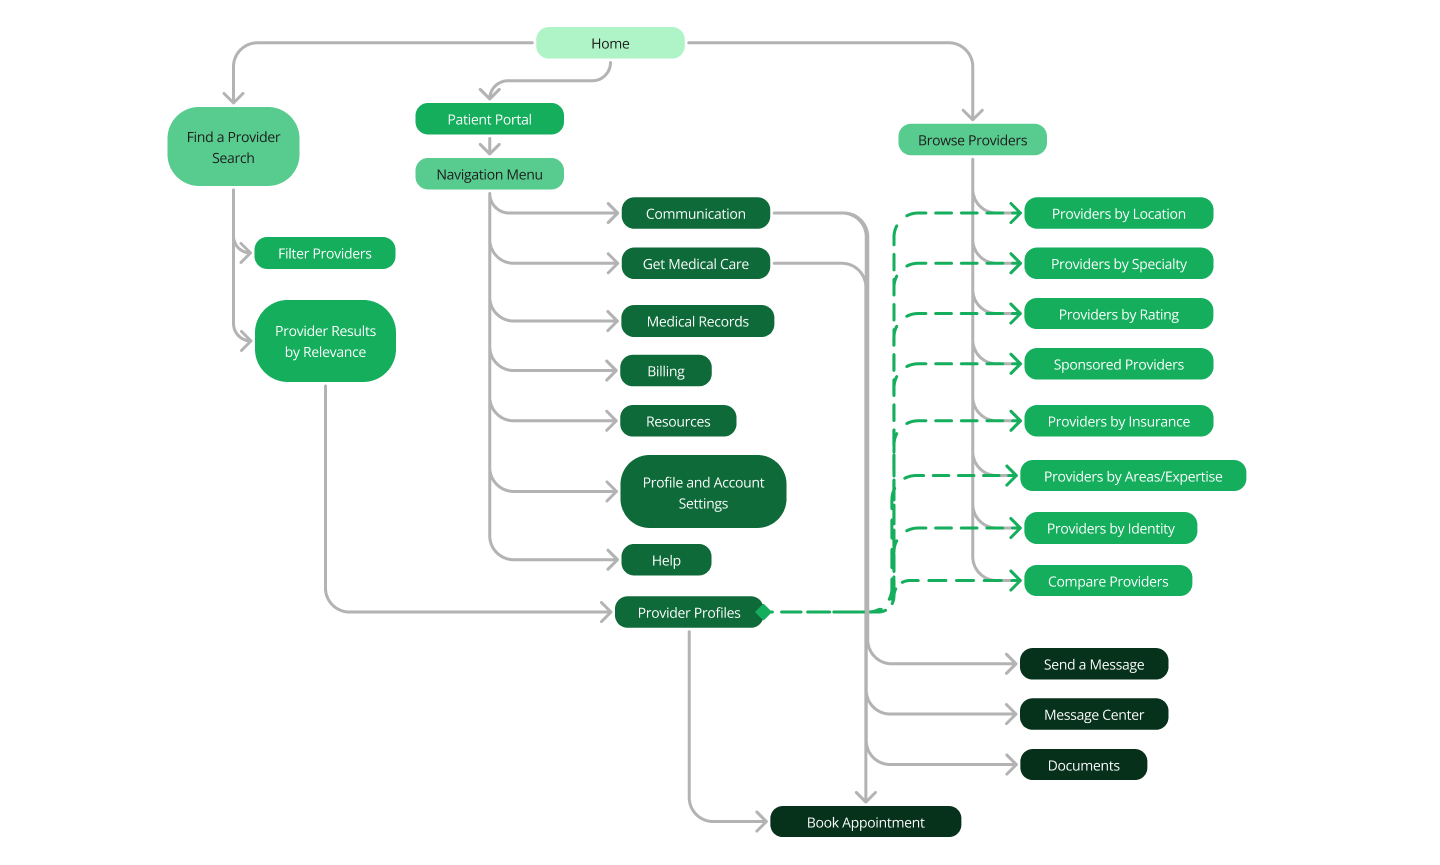 Home
Find a Provider
Search
Patient Portal
Navigation Menu
Browse Providers
Filter Providers
Provider Results
by Relevance
Communication
Get Medical Care
Medical Records
Billing
Resources
Profile and Account
Settings
Help
Provider Profiles
Providers by Location
Providers by Specialty
Providers by Rating
Sponsored Providers
Providers by Insurance
Providers by Areas/Expertise
Providers by Identity
Compare Providers
Send a Message
Message Center
Documents
Book Appointment